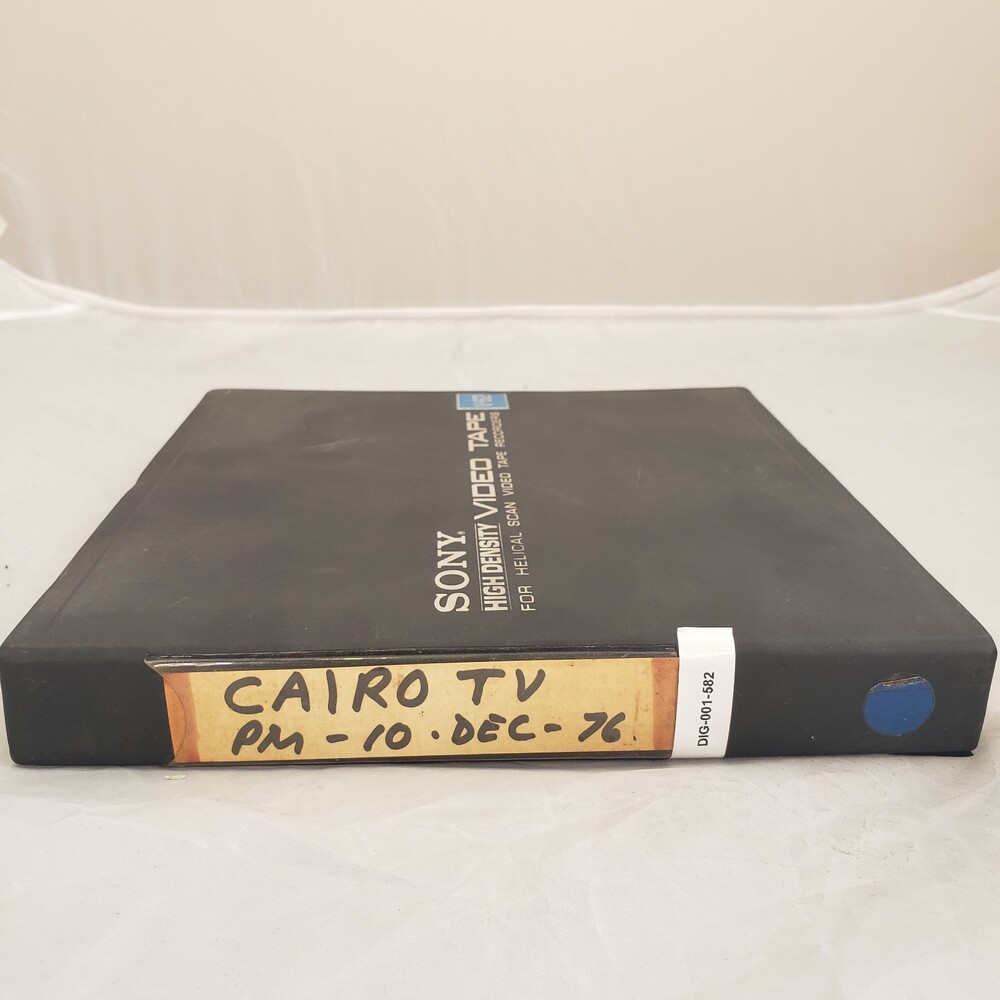 SONY.
HIGH DENSITY VIDEO TAPE
FOR HELICAL SCAN VIDEO TAPE RECORDERS
CAIRO TV
PM - 10 . DEC - 76.
DIG-001-582